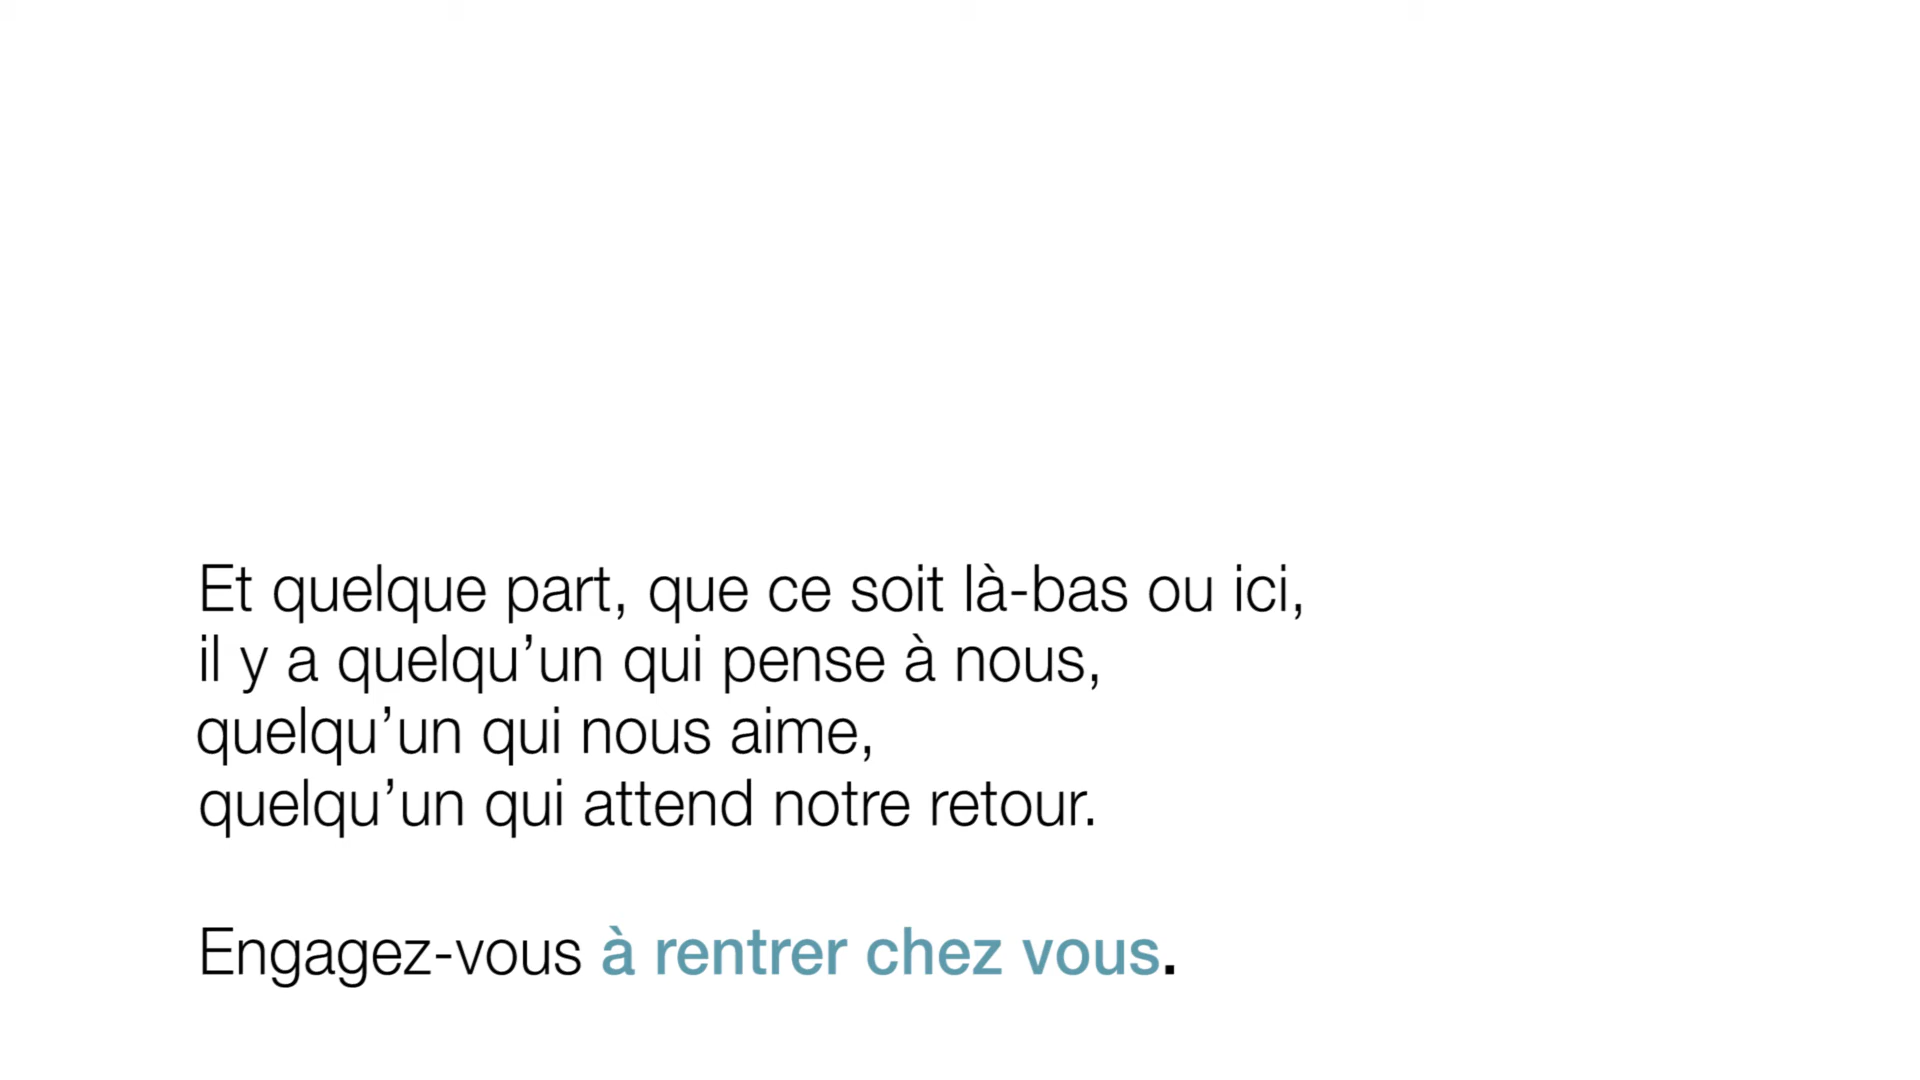 Et quelque part, que ce soit là-bas ou ici,
il y a quelqu’un qui pense à nous,
quelqu’un qui nous aime,
quelqu’un qui attend notre retour.
Engagez-vous à rentrer chez vous.